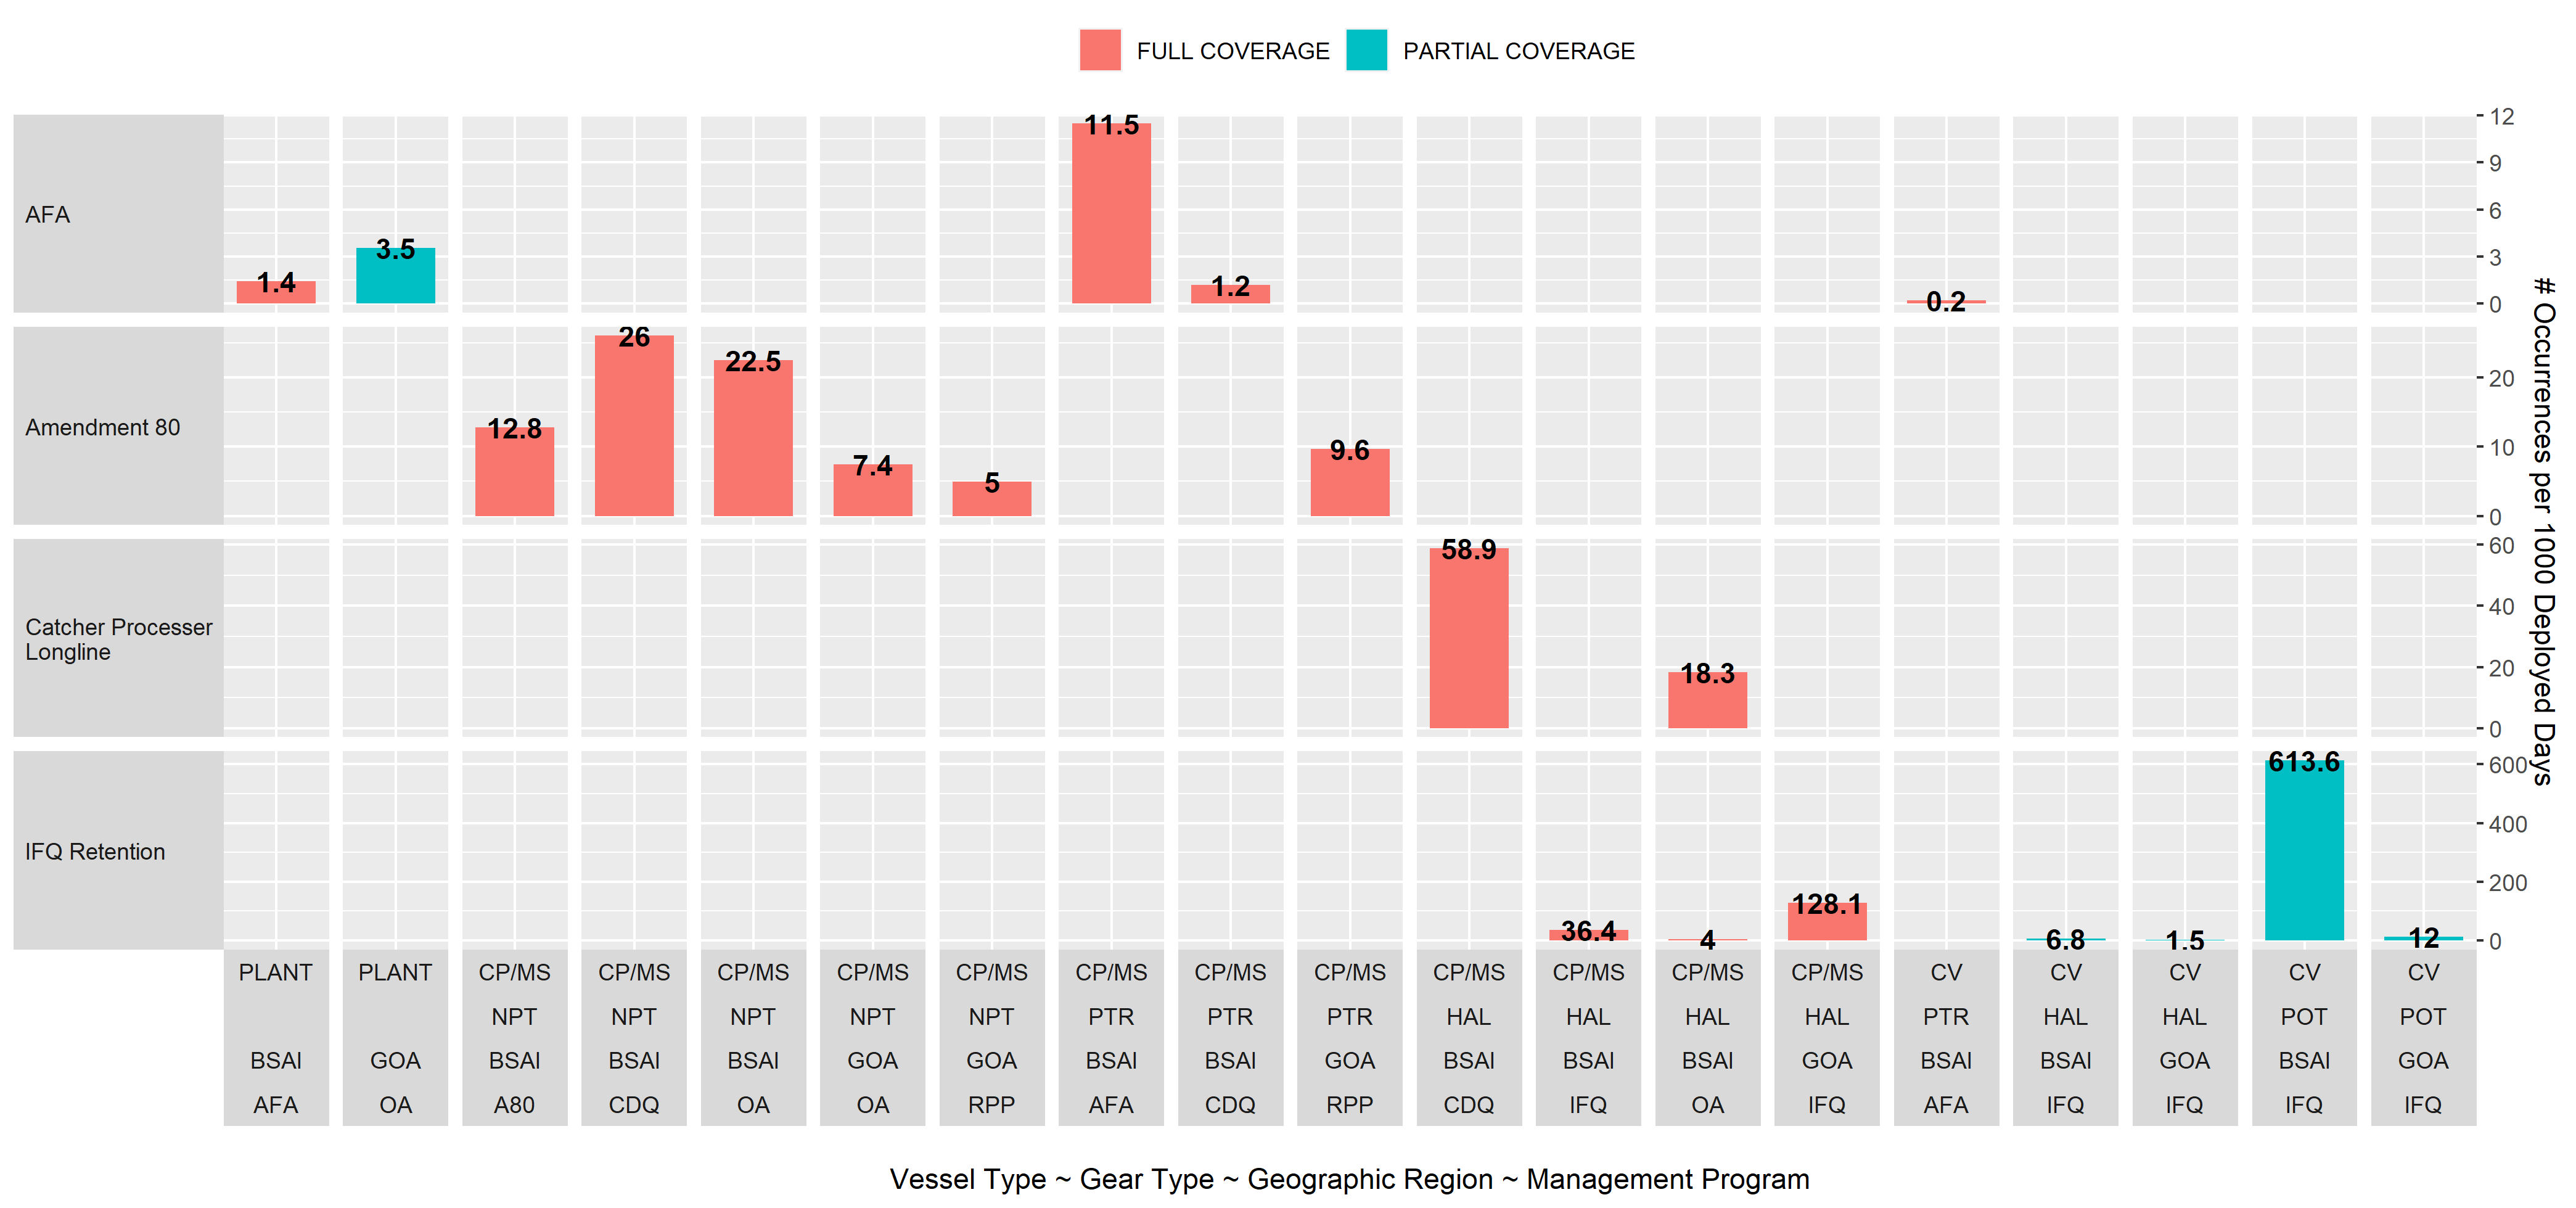 FULL COVERAGE PARTIAL COVERAGE
AFA
1.4 3.5 11.5 1.2 0.2
12
9
6
3
0
Amendment 80
12.8 26 22.5 7.4 5 9.6
20
10
0
Catcher Processer
Longline
58.9 18.3
60
40
20
0
IFQ Retention
36.4 4 128.1 6.8 1.5 613.6 12
600
400
200
0
# Occurrences per 1000 Deployed Days
PLANT PLANT CP/MS CP/MS CP/MS CP/MS CP/MS CP/MS CP/MS CP/MS CP/MS CP/MS CP/MS CP/MS CV CV CV CV CV
NPT NPT NPT NPT NPT PTR PTR PTR HAL HAL HAL HAL PTR HAL HAL POT POT
BSAI GOA BSAI BSAI BSAI GOA GOA BSAI BSAI GOA BSAI BSAI BSAI GOA BSAI BSAI GOA BSAI GOA
AFA OA A80 CDQ OA OA RPP AFA CDQ RPP CDQ IFQ OA IFQ AFA IFQ IFQ IFQ IFQ
Vessel Type ~ Gear Type ~ Geographic Region ~ Management Program